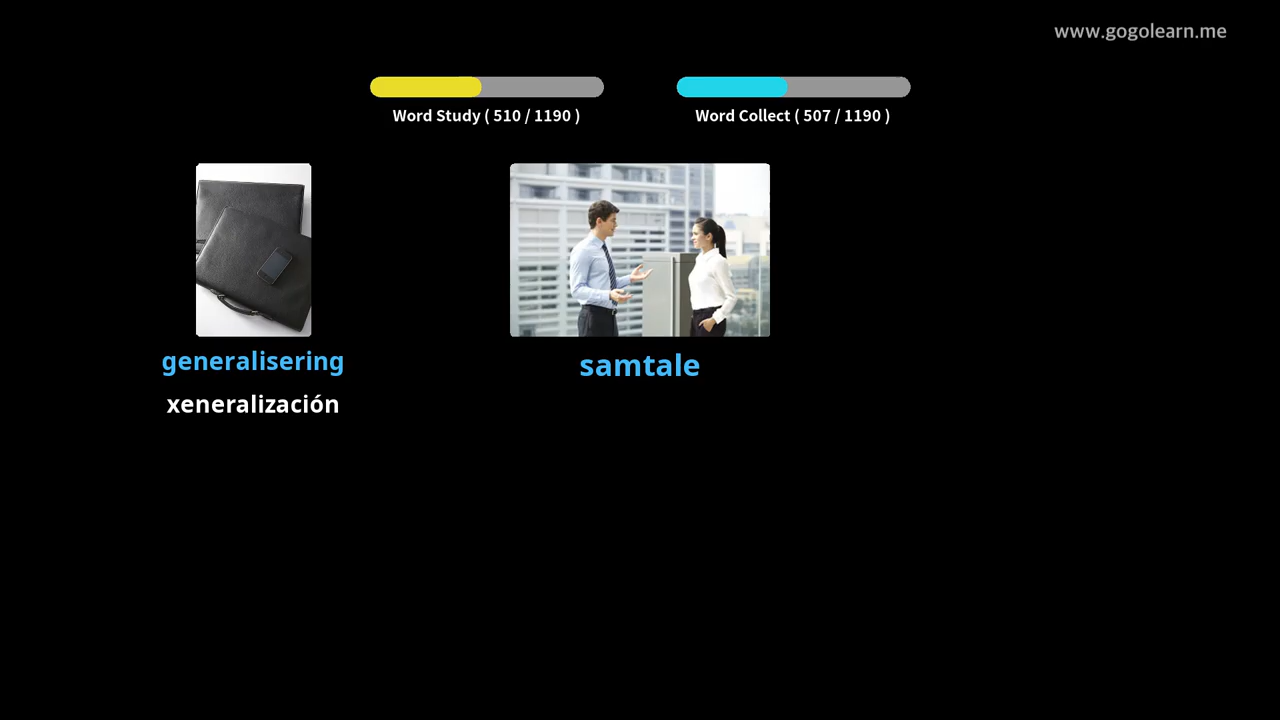 www.gogolearn.me
Word Study ( 510 / 1190 )
Word Collect ( 507 / 1190 )
generalisering
xeneralización
samtale